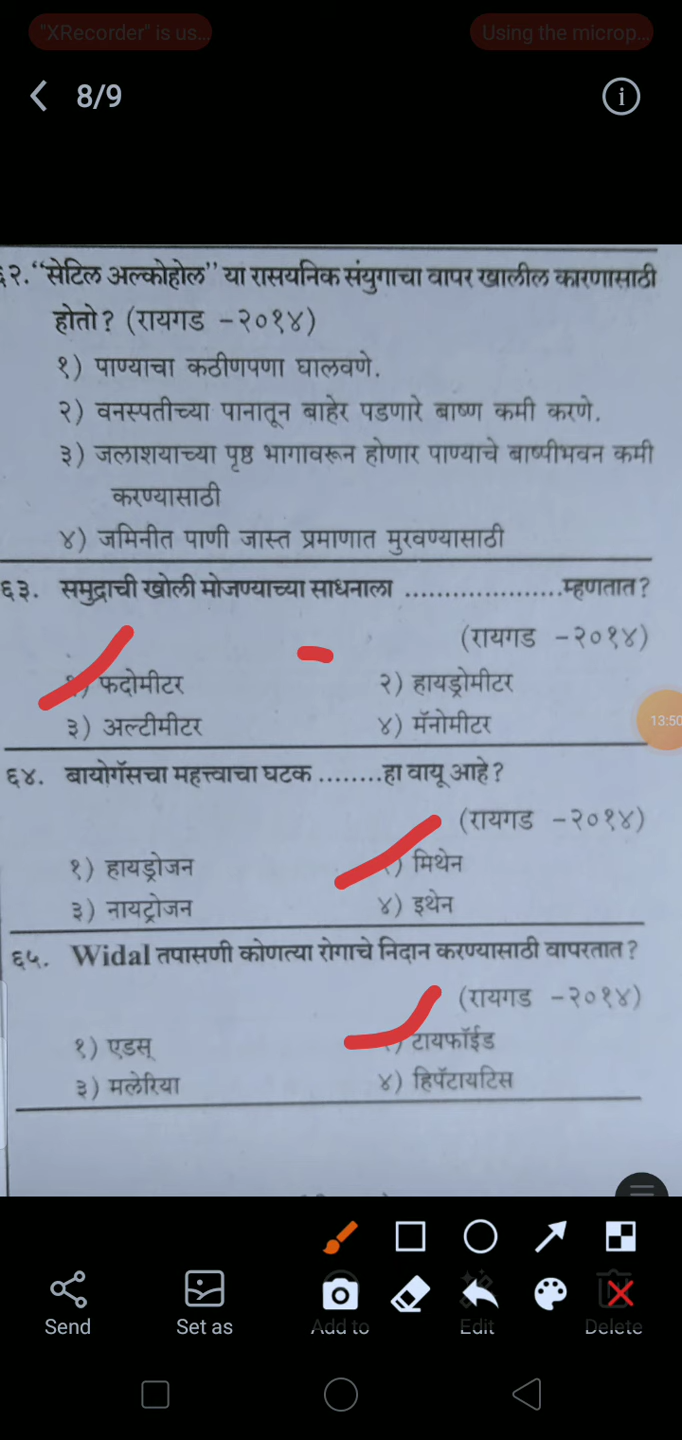 "XRecorder" is us...
Using the microp...
8/9
६२. "सेटिल अल्कोहोल" या रासयनिक संयुगाचा वापर खालील कारणासाठी
होतो? (रायगड -२०१४)
१) पाण्याचा कठीणपणा घालवणे.
२) वनस्पतीच्या पानातून बाहेर पडणारे बाष्ण कमी करणे.
३) जलाशयाच्या पृष्ठ भागावरून होणार पाण्याचे बाष्पीभवन कमी
करण्यासाठी
४) जमिनीत पाणी जास्त प्रमाणात मुरवण्यासाठी
६३. समुद्राची खोली मोजण्याच्या साधनाला ....................म्हणतात?
(रायगड -२०१४)
१) फदोमीटर २) हायड्रोमीटर
३) अल्टीमीटर ४) मॅनोमीटर
13:50
६४. बायोगॅसचा महत्त्वाचा घटक ........हा वायू आहे?
(रायगड -२०१४)
१) हायड्रोजन ) मिथेन
३) नायट्रोजन ४) इथेन
६५. Widal तपासणी कोणत्या रोगाचे निदान करण्यासाठी वापरतात?
(रायगड -२०१४)
१) एडस् ) टायफॉईड
३) मलेरिया ४) हिपॅटायटिस
Send Set as Add to Edit Delete